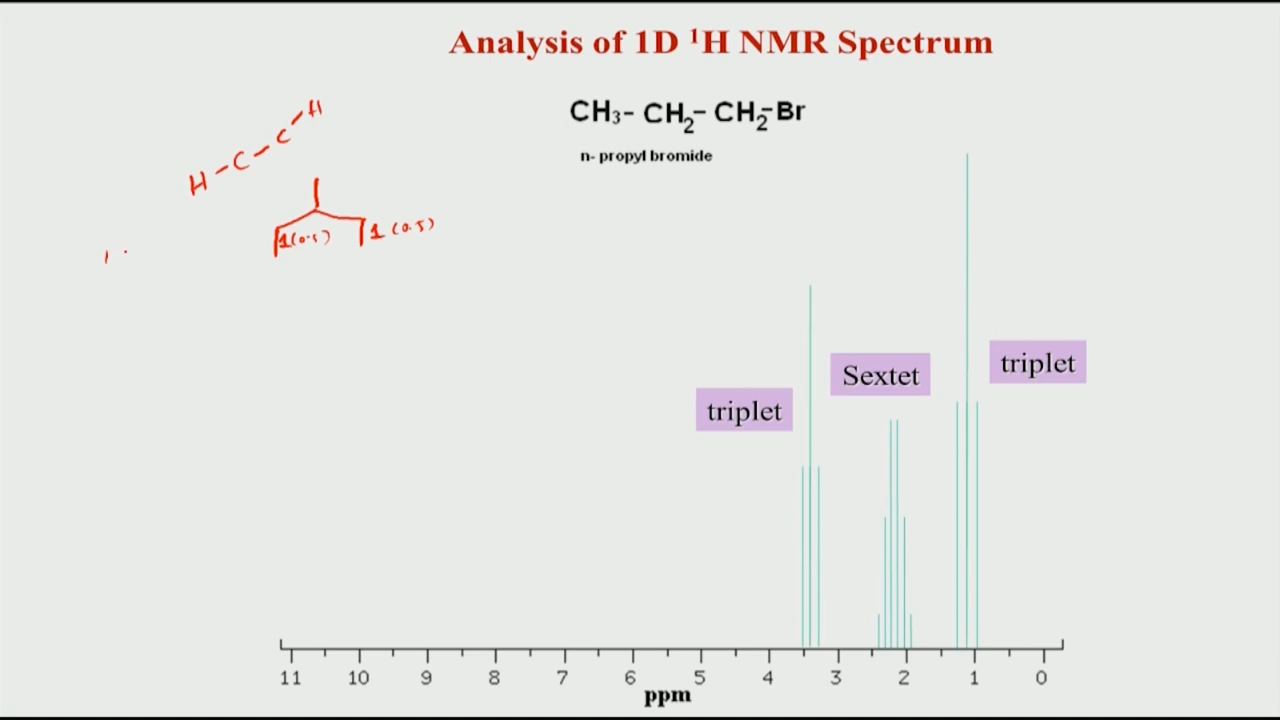 Analysis of 1D ¹H NMR Spectrum
CH₃- CH₂- CH₂-Br
n- propyl bromide
H - C - C - H
1(0.5) 1 (0.5)
triplet
Sextet
triplet
11 10 9 8 7 6 5 4 3 2 1 0
ppm